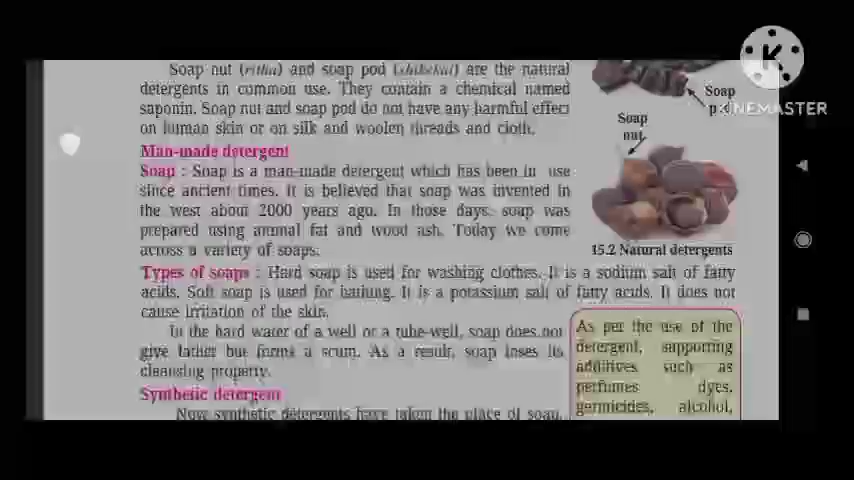 Soap nut (ritha) and soap pod (shikekai) are the natural
detergents in common use. They contain a chemical named
saponin. Soap nut and soap pod do not have any harmful effect
on human skin or on silk and woolen threads and cloth.
Man-made detergent
Soap : Soap is a man-made detergent which has been in use
since ancient times. It is believed that soap was invented in
the west about 2000 years ago. In those days, soap was
prepared using animal fat and wood ash. Today we come
across a variety of soaps.
Soap
KINEMASTER
Soap
nut
15.2 Natural detergents
Types of soaps : Hard soap is used for washing clothes. It is a sodium salt of fatty
acids. Soft soap is used for bathing. It is a potassium salt of fatty acids. It does not
cause irritation of the skin.
In the hard water of a well or a tube-well, soap does not
give lather but forms a scum. As a result, soap loses its
cleansing property.
Synthetic detergent
Now synthetic detergents have taken the place of soap.
As per the use of the
detergent, supporting
additives such as
perfumes dyes,
germicides, alcohol,